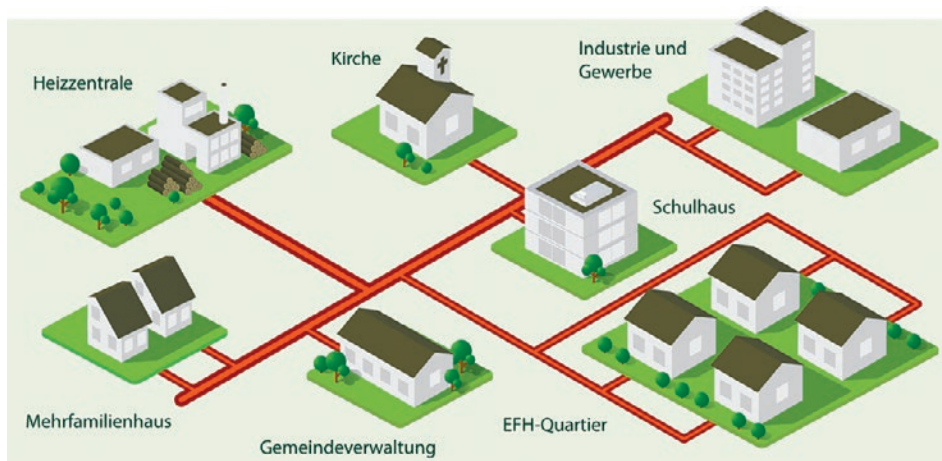 Heizzentrale
Kirche
Industrie und
Gewerbe
Schulhaus
Mehrfamilienhaus
Gemeindeverwaltung
EFH-Quartier